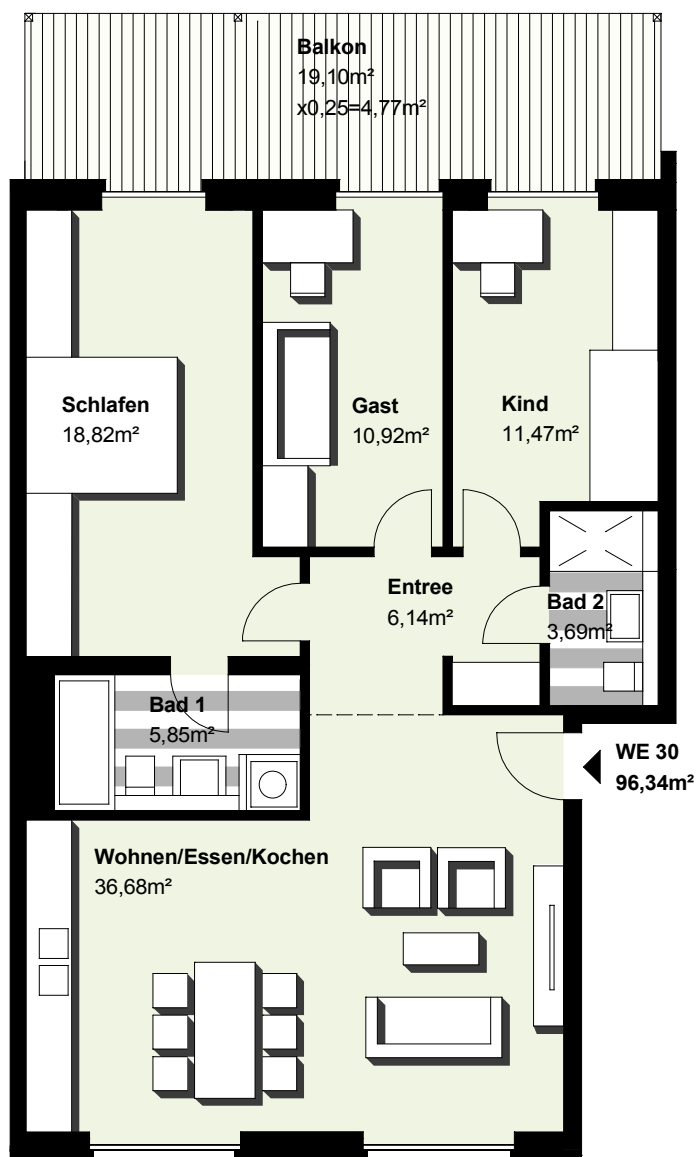 Balkon
19,10m²
x0,25=4,77m²
Schlafen
18,82m²
Gast
10,92m²
Kind
11,47m²
Entree
6,14m²
Bad 2
3,69m²
Bad 1
5,85m²
WE 30
96,34m²
Wohnen/Essen/Kochen
36,68m²